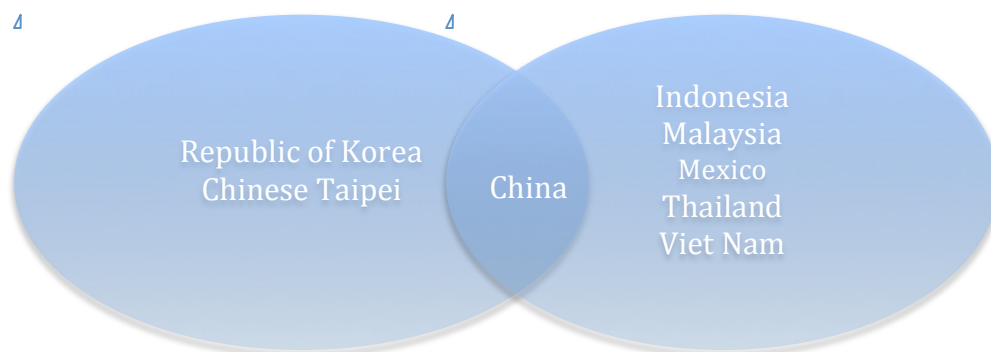 Republic of Korea
Chinese Taipei
China
Indonesia
Malaysia
Mexico
Thailand
Viet Nam